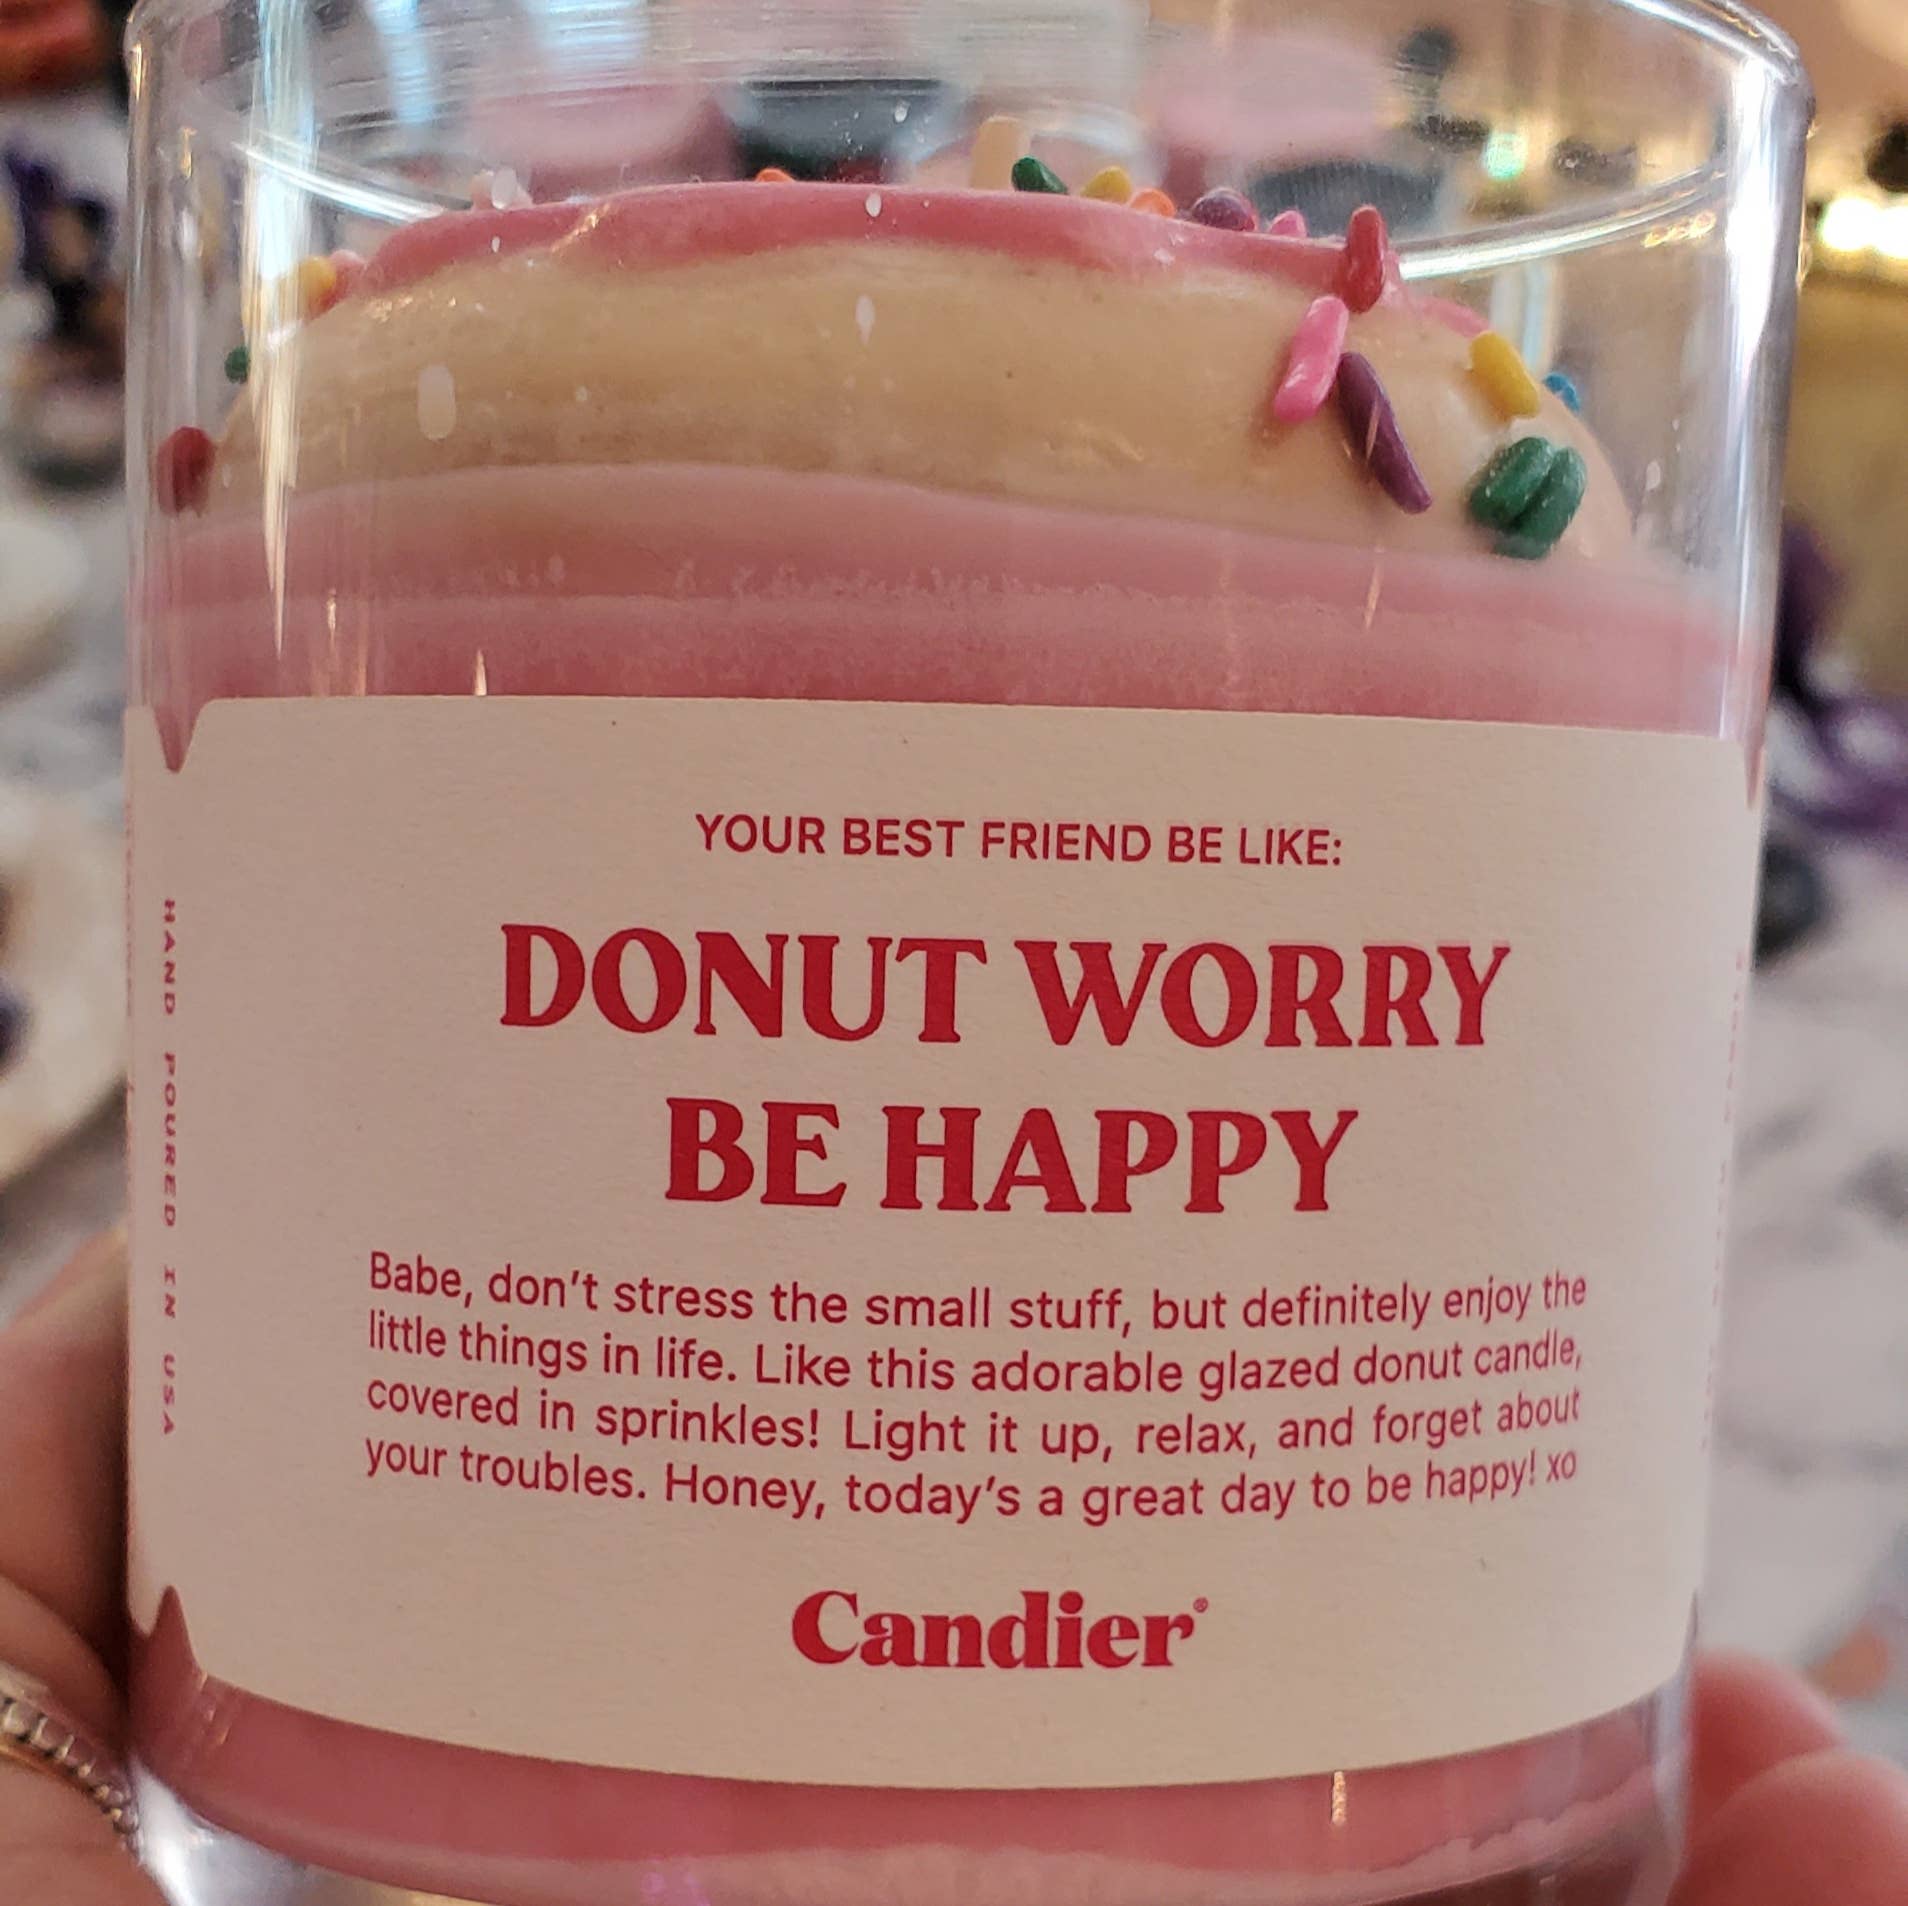 YOUR BEST FRIEND BE LIKE:
DONUT WORRY
BE HAPPY
Babe, don't stress the small stuff, but definitely enjoy the
little things in life. Like this adorable glazed donut candle,
covered in sprinkles! Light it up, relax, and forget about
your troubles. Honey, today's a great day to be happy! xo
Candier®
HAND POURED IN USA